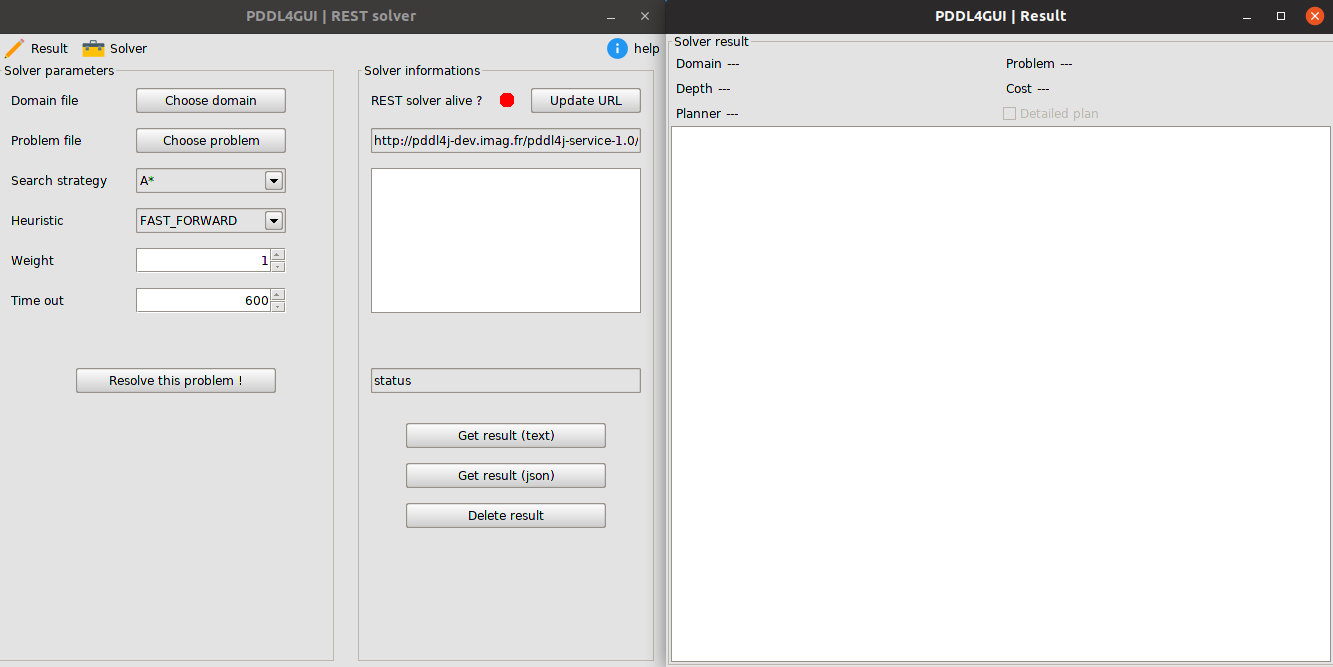 PDDL4GUI | REST solver
Result Solver help
Solver parameters
Domain file Choose domain
Problem file Choose problem
Search strategy A*
Heuristic FAST_FORWARD
Weight 1
Time out 600
Resolve this problem !
Solver informations
REST solver alive ? Update URL
http://pddl4j-dev.imag.fr/pddl4j-service-1.0/
status
Get result (text)
Get result (json)
Delete result
PDDL4GUI | Result
Solver result
Domain --- Problem ---
Depth --- Cost ---
Planner --- Detailed plan